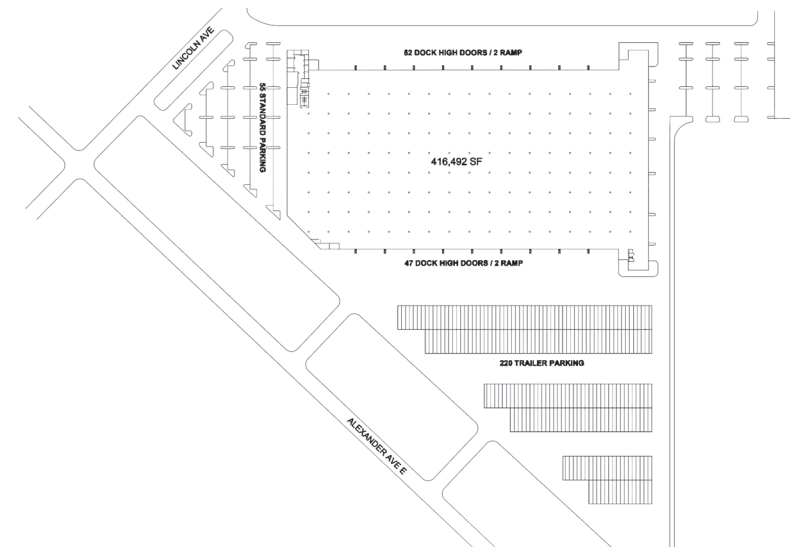 LINCOLN AVE
52 DOCK HIGH DOORS / 2 RAMP
55 STANDARD PARKING
416,492 SF
47 DOCK HIGH DOORS / 2 RAMP
220 TRAILER PARKING
ALEXANDER AVE E